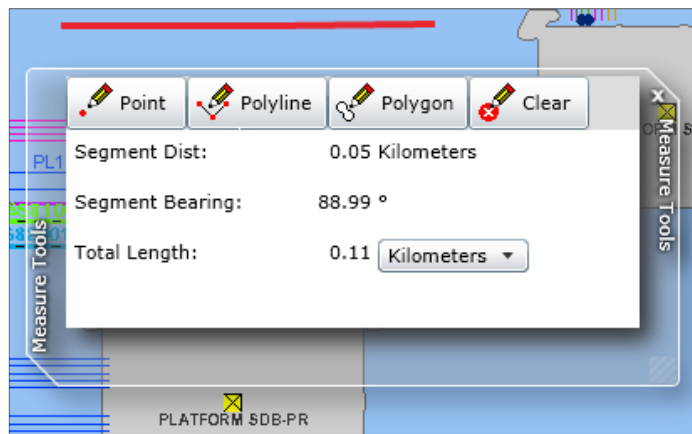 Point Polyline Polygon Clear
Segment Dist: 0.05 Kilometers
Segment Bearing: 88.99 °
Total Length: 0.11 Kilometers
Measure Tools
Measure Tools
PL1
PLATFORM SDB-PR